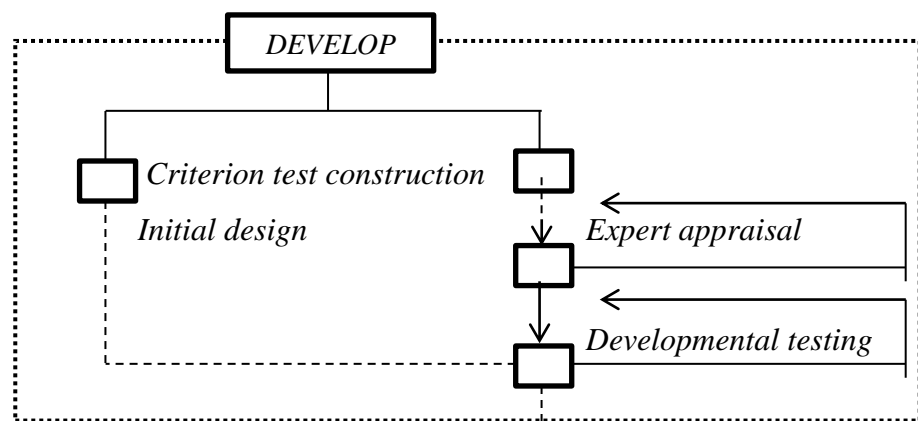 DEVELOP
Criterion test construction
Initial design
Expert appraisal
Developmental testing